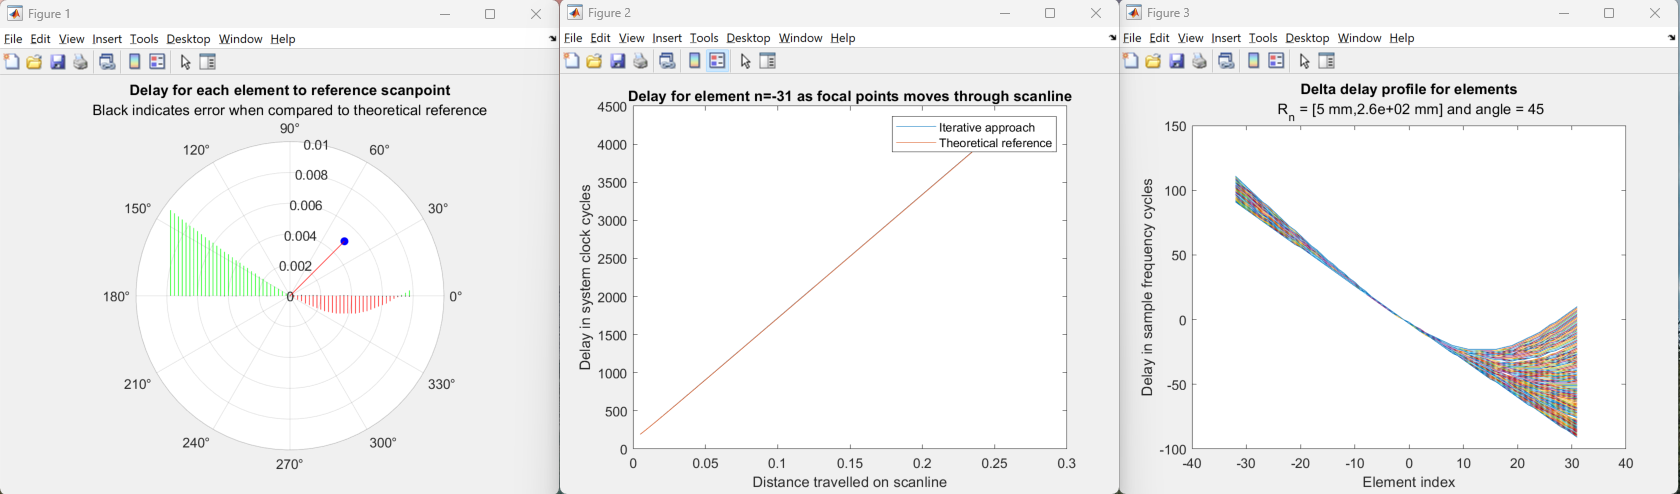 Figure 1
File Edit View Insert Tools Desktop Window Help
Delay for each element to reference scanpoint
Black indicates error when compared to theoretical reference
90°
120°
60°
0.01
0.008
150°
30°
0.006
0.004
0.002
180°
0
0°
210°
330°
240°
300°
270°
Figure 2
File Edit View Insert Tools Desktop Window Help
Delay for element n=-31 as focal points moves through scanline
Iterative approach
Theoretical reference
Delay in system clock cycles
4500
4000
3500
3000
2500
2000
1500
1000
500
0
0 0.05 0.1 0.15 0.2 0.25 0.3
Distance travelled on scanline
Figure 3
File Edit View Insert Tools Desktop Window Help
Delta delay profile for elements
Rn = [5 mm,2.6e+02 mm] and angle = 45
Delay in sample frequency cycles
150
100
50
0
-50
-100
-40 -30 -20 -10 0 10 20 30 40
Element index